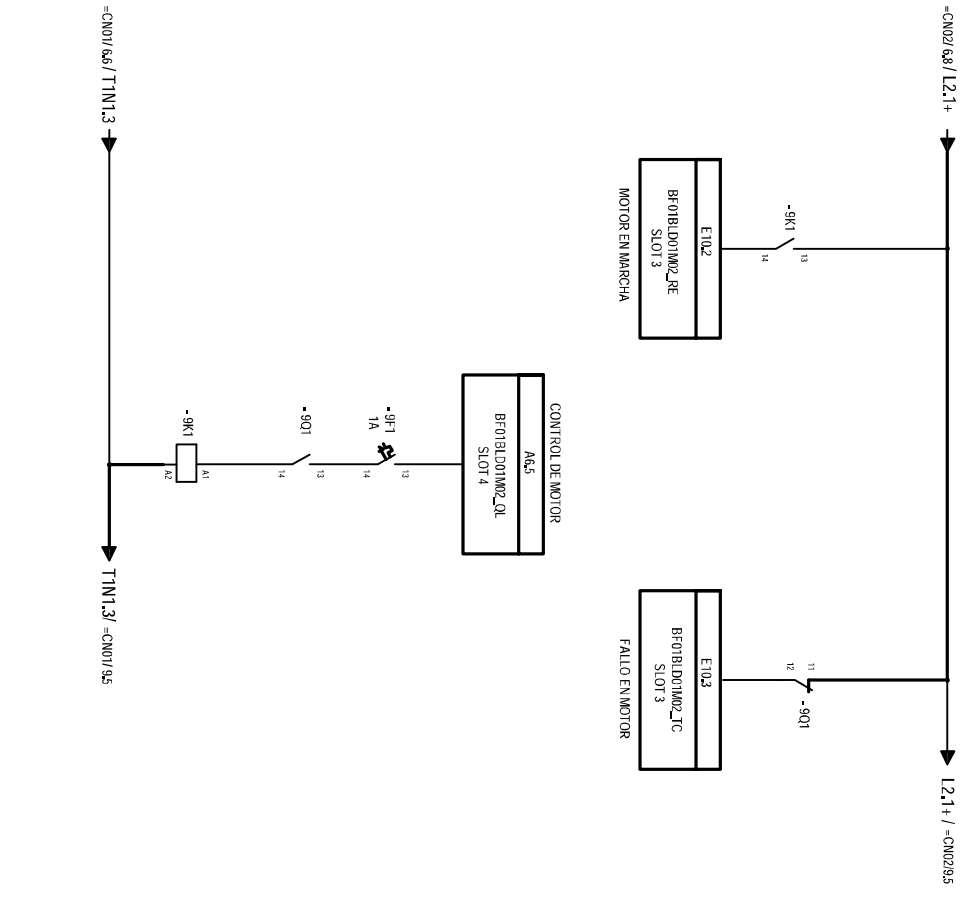 =CN02/ 6.8 / L2.1+
L2.1+ / =CN02/9.5
- 9K1
13
14
E10.2
BF01BLD01M02_RE
SLOT 3
MOTOR EN MARCHA
11
12
- 9Q1
E10.3
BF01BLD01M02_TC
SLOT 3
FALLO EN MOTOR
CONTROL DE MOTOR
A6.5
BF01BLD01M02_QL
SLOT 4
- 9F1
1A
13
14
- 9Q1
13
14
- 9K1
A1
A2
=CN01/ 6.6 / T1N1.3
T1N1.3/ =CN01/ 9.5